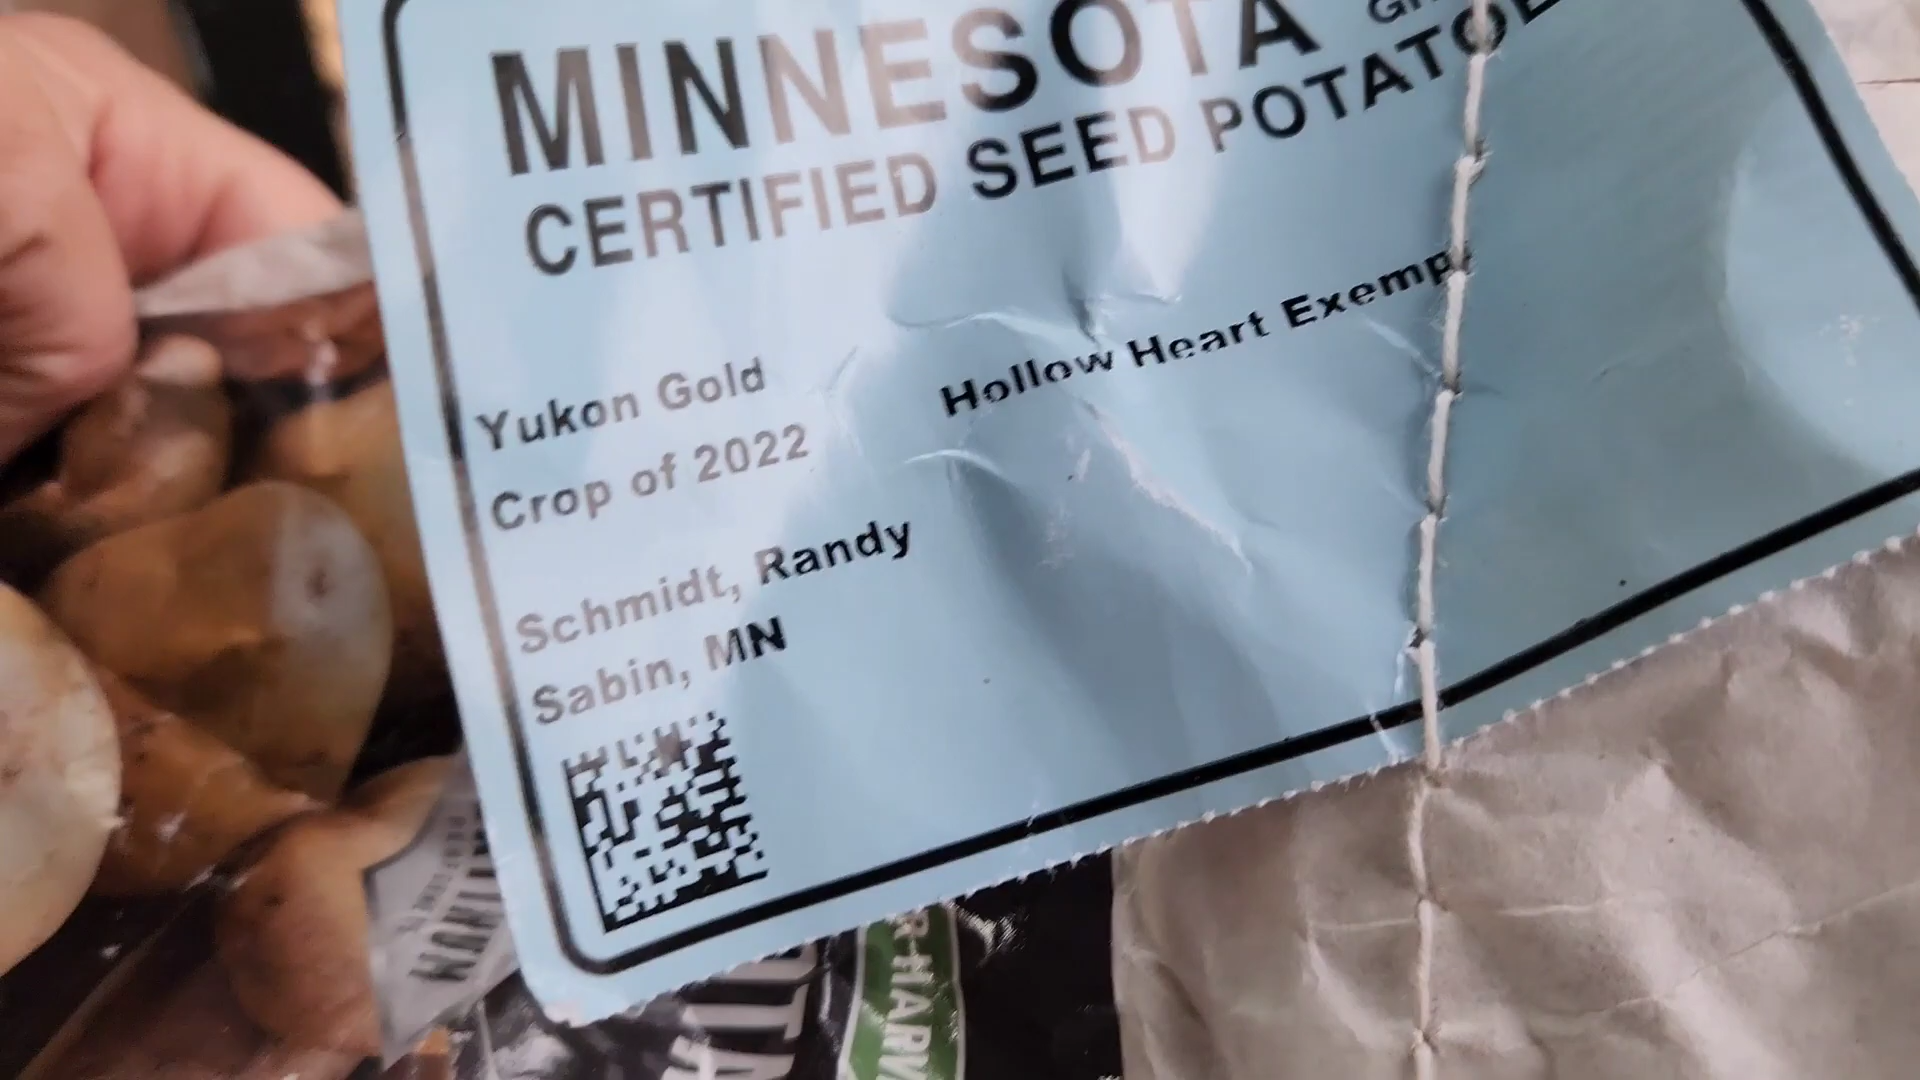 MINNESOTA
CERTIFIED SEED POTATOE
Hollow Heart Exemp
Yukon Gold
Crop of 2022
Schmidt, Randy
Sabin, MN